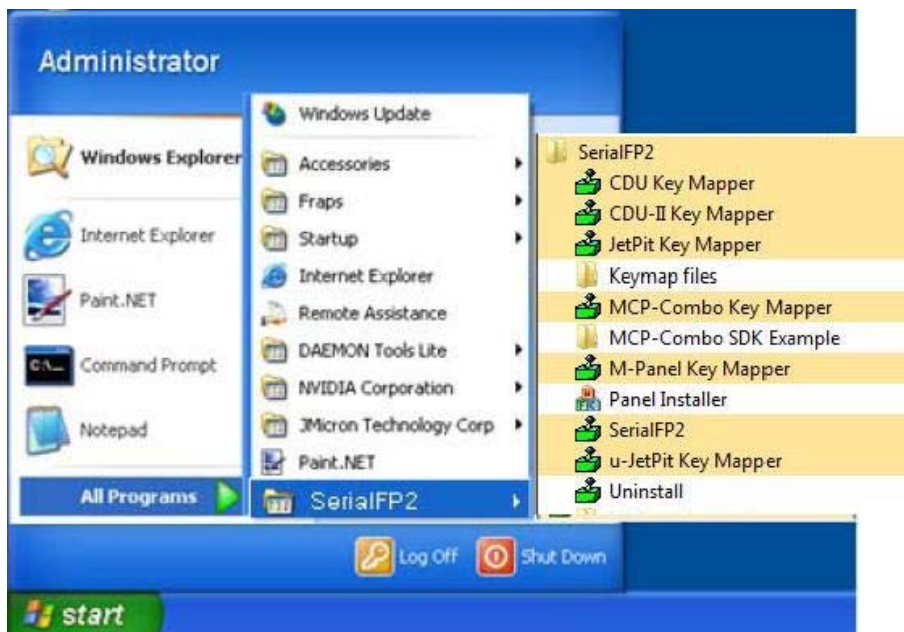 Administrator
Windows Explorer
Internet Explorer
Paint.NET
C:\_
Command Prompt
Notepad
All Programs
Windows Update
Accessories
Fraps
Startup
Internet Explorer
Remote Assistance
DAEMON Tools Lite
NVIDIA Corporation
JMicron Technology Corp
Paint.NET
SerialFP2
SerialFP2
CDU Key Mapper
CDU-II Key Mapper
JetPit Key Mapper
Keymap files
MCP-Combo Key Mapper
MCP-Combo SDK Example
M-Panel Key Mapper
Panel Installer
SerialFP2
u-JetPit Key Mapper
Uninstall
Log Off
Shut Down
start